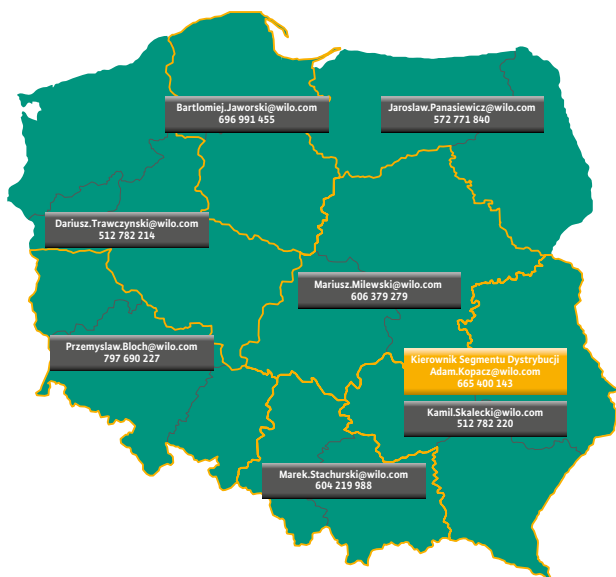 Bartlomiej.Jaworski@wilo.com
696 991 455
Jaroslaw.Panasiewicz@wilo.com
572 771 840
Dariusz.Trawczynski@wilo.com
512 782 214
Mariusz.Milewski@wilo.com
606 379 279
Przemyslaw.Bloch@wilo.com
797 690 227
Kierownik Segmentu Dystrybucji
Adam.Kopacz@wilo.com
665 400 143
Kamil.Skalecki@wilo.com
512 782 220
Marek.Stachurski@wilo.com
604 219 988